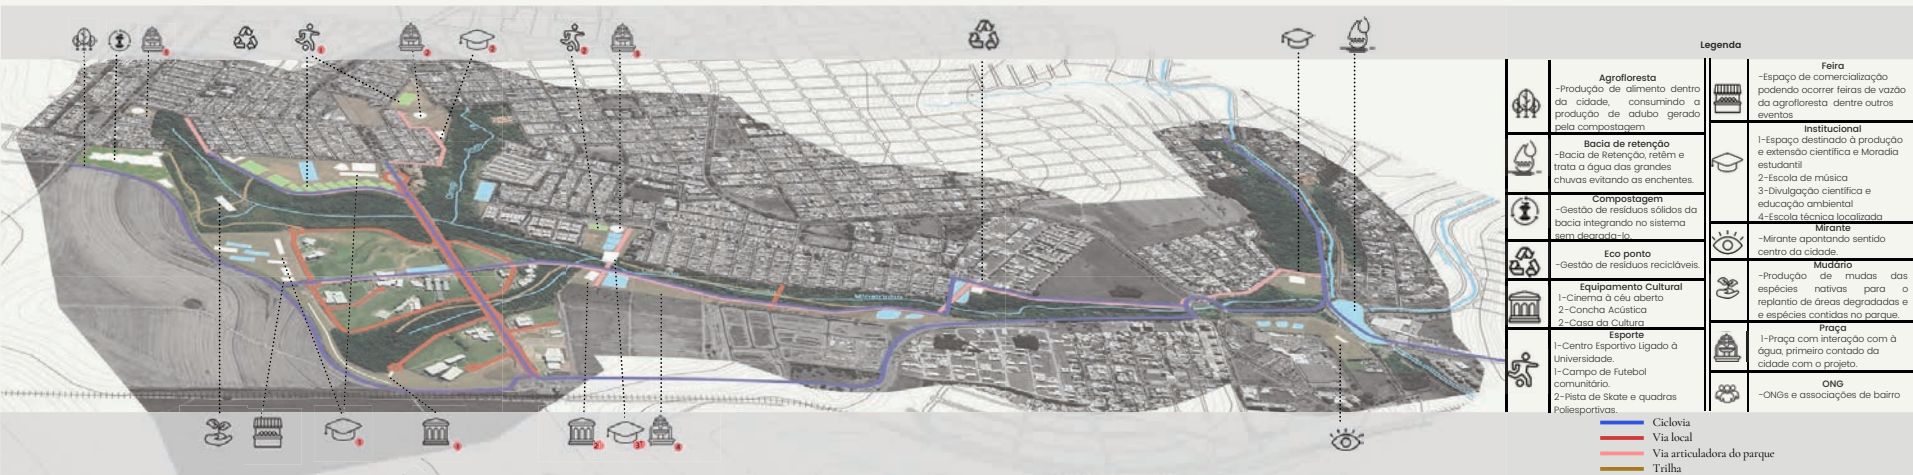 Legenda
Agrofloresta
-Produção de alimento dentro
da cidade, consumindo a
produção de adubo gerado
pela compostagem
Bacia de retenção
-Bacia de Retenção, retêm e
trata a água das grandes
chuvas evitando as enchentes.
Compostagem
-Gestão de resíduos sólidos da
bacia integrando no sistema
sem degrada-lo.
Eco ponto
-Gestão de resíduos recicláveis.
Equipamento Cultural
1-Cinema à céu aberto
2-Concha Acústica
2-Casa da Cultura
Esporte
1-Centro Esportivo Ligado à
Universidade.
1-Campo de Futebol
comunitário.
2-Pista de Skate e quadras
Poliesportivas.
Feira
-Espaço de comercialização
podendo ocorrer feiras de vazão
da agrofloresta dentre outros
eventos
Institucional
1-Espaço destinado à produção
e extensão científica e Moradia
estudantil
2-Escola de música
3-Divulgação científica e
educação ambiental
4-Escola técnica localizada
Mirante
-Mirante apontando sentido
centro da cidade.
Mudário
-Produção de mudas das
espécies nativas para o
replantio de áreas degradadas e
e espécies contidas no parque.
Praça
1-Praça com interação com à
água, primeiro contado da
cidade com o projeto.
ONG
-ONGs e associações de bairro
Ciclovia
Via local
Via articuladora do parque
Trilha